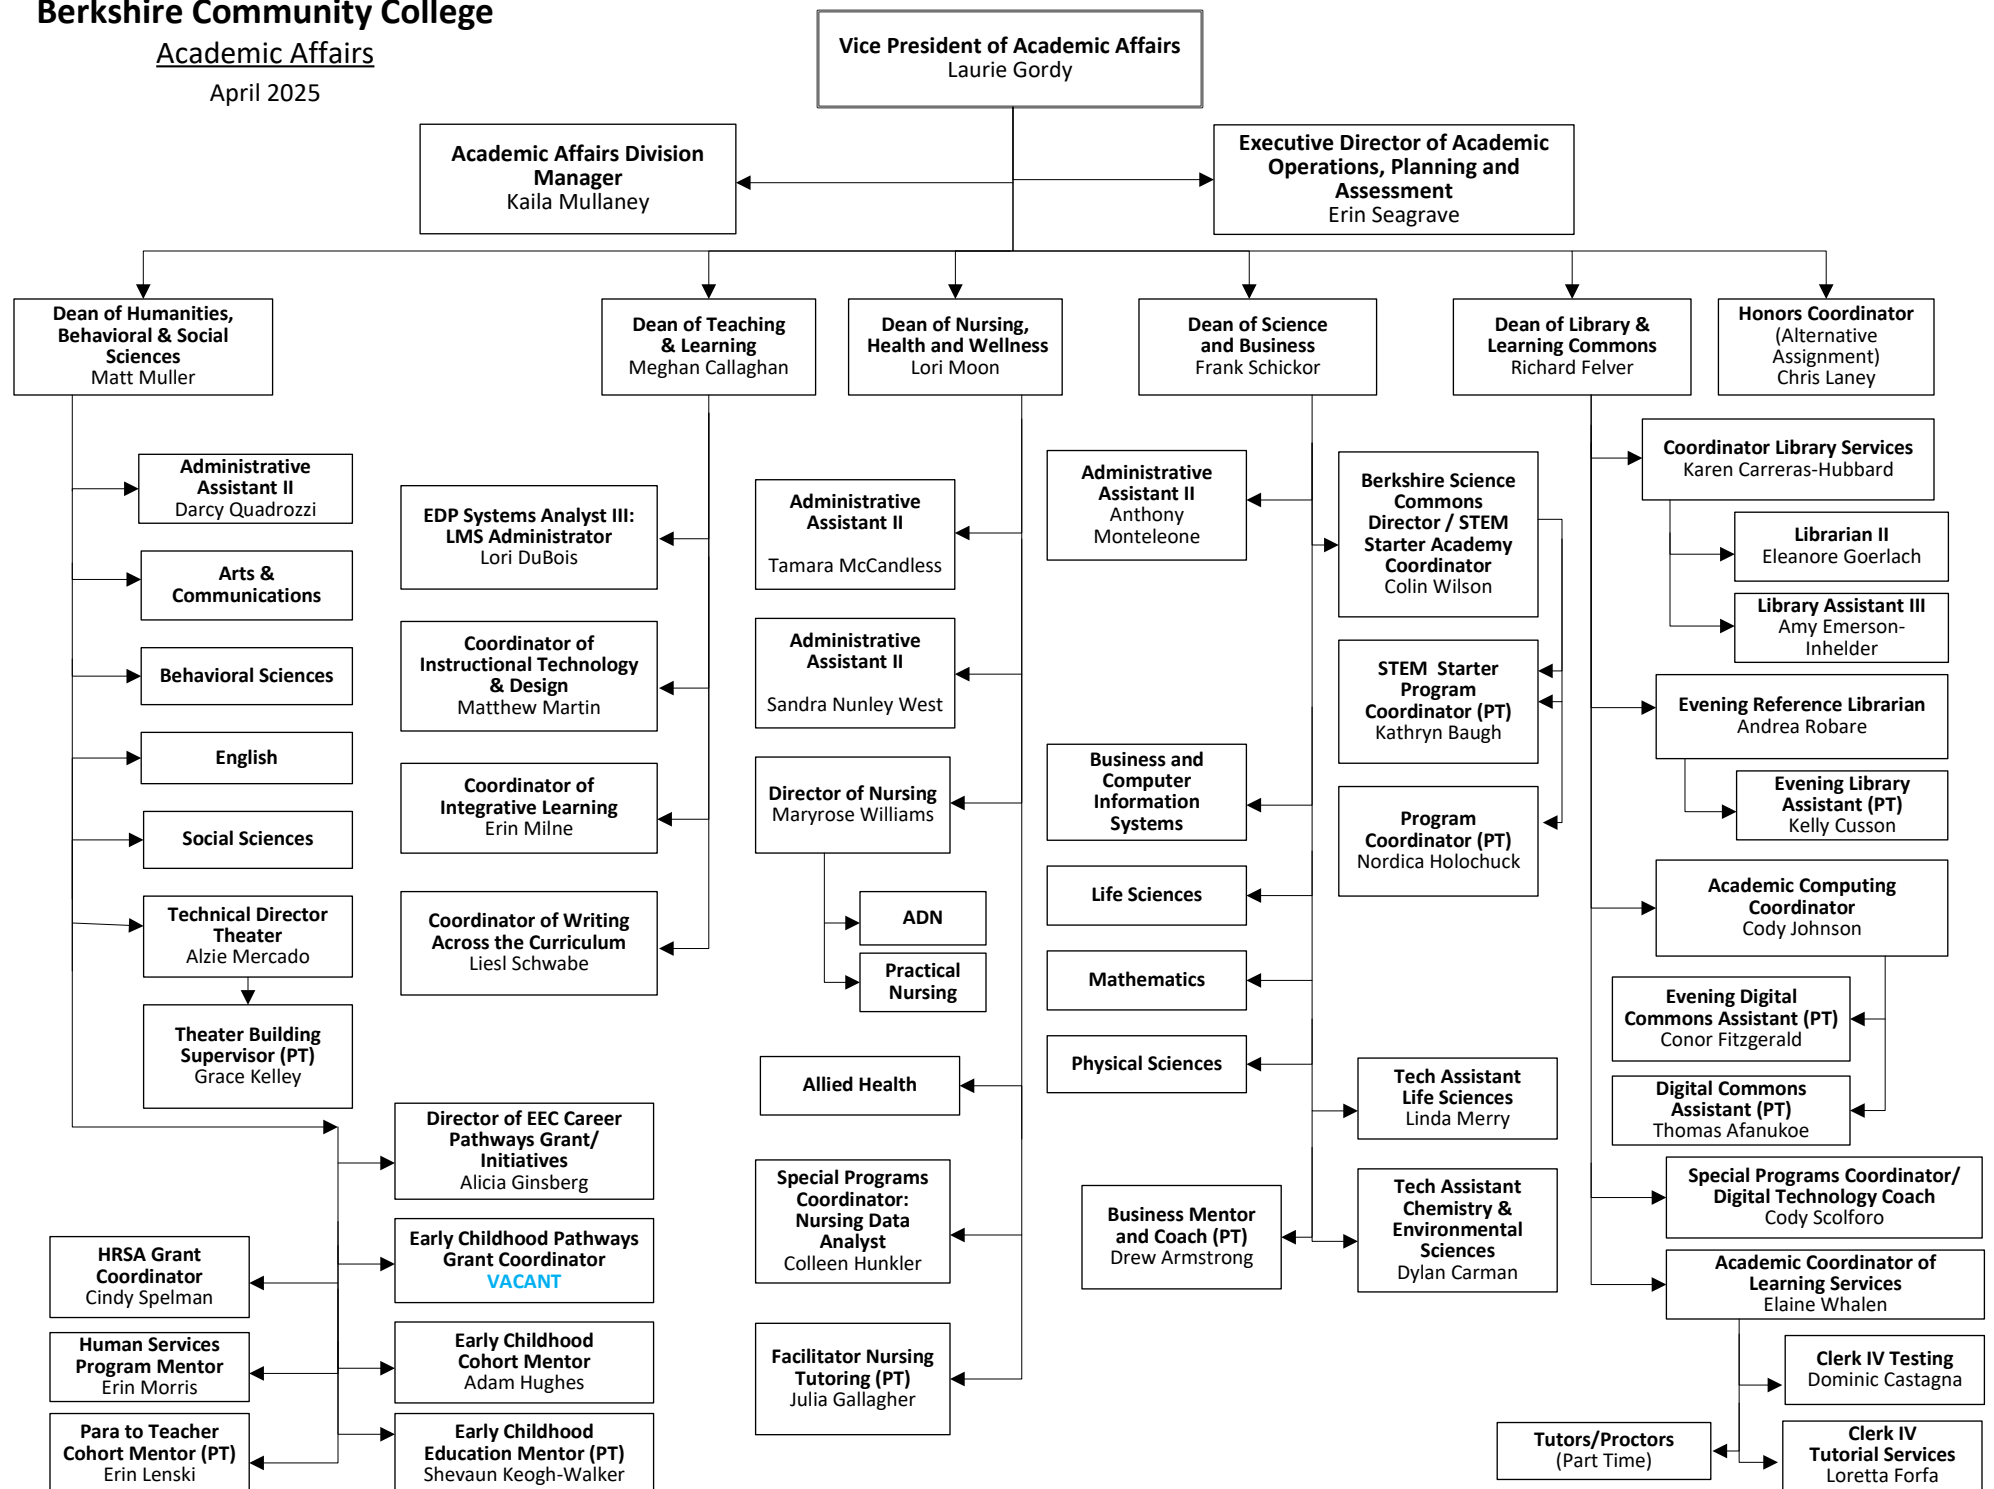 Berkshire Community College
Academic Affairs
April 2025
Vice President of Academic Affairs
Laurie Gordy
Academic Affairs Division
Manager
Kaila Mullaney
Executive Director of Academic
Operations, Planning and
Assessment
Erin Seagrave
Dean of Humanities,
Behavioral & Social
Sciences
Matt Muller
Dean of Teaching
& Learning
Meghan Callaghan
Dean of Nursing,
Health and Wellness
Lori Moon
Dean of Science
and Business
Frank Schickor
Dean of Library &
Learning Commons
Richard Felver
Honors Coordinator
(Alternative
Assignment)
Chris Laney
Administrative
Assistant II
Darcy Quadrozzi
Arts &
Communications
Behavioral Sciences
English
Social Sciences
Technical Director
Theater
Alzie Mercado
Theater Building
Supervisor (PT)
Grace Kelley
Director of EEC Career
Pathways Grant/
Initiatives
Alicia Ginsberg
Early Childhood Pathways
Grant Coordinator
VACANT
Early Childhood
Cohort Mentor
Adam Hughes
Early Childhood
Education Mentor (PT)
Shevaun Keogh-Walker
HRSA Grant
Coordinator
Cindy Spelman
Human Services
Program Mentor
Erin Morris
Para to Teacher
Cohort Mentor (PT)
Erin Lenski
EDP Systems Analyst III:
LMS Administrator
Lori DuBois
Coordinator of
Instructional Technology
& Design
Matthew Martin
Coordinator of
Integrative Learning
Erin Milne
Coordinator of Writing
Across the Curriculum
Liesl Schwabe
Administrative
Assistant II
Tamara McCandless
Administrative
Assistant II
Sandra Nunley West
Director of Nursing
Maryrose Williams
ADN
Practical
Nursing
Allied Health
Special Programs
Coordinator:
Nursing Data
Analyst
Colleen Hunkler
Facilitator Nursing
Tutoring (PT)
Julia Gallagher
Administrative
Assistant II
Anthony
Monteleone
Berkshire Science
Commons
Director / STEM
Starter Academy
Coordinator
Colin Wilson
STEM  Starter
Program
Coordinator (PT)
Kathryn Baugh
Program
Coordinator (PT)
Nordica Holochuck
Business and
Computer
Information
Systems
Life Sciences
Mathematics
Physical Sciences
Tech Assistant
Life Sciences
Linda Merry
Business Mentor
and Coach (PT)
Drew Armstrong
Tech Assistant
Chemistry &
Environmental
Sciences
Dylan Carman
Coordinator Library Services
Karen Carreras-Hubbard
Librarian II
Eleanore Goerlach
Library Assistant III
Amy Emerson-
Inhelder
Evening Reference Librarian
Andrea Robare
Evening Library
Assistant (PT)
Kelly Cusson
Academic Computing
Coordinator
Cody Johnson
Evening Digital
Commons Assistant (PT)
Conor Fitzgerald
Digital Commons
Assistant (PT)
Thomas Afanukoe
Special Programs Coordinator/
Digital Technology Coach
Cody Scolforo
Academic Coordinator of
Learning Services
Elaine Whalen
Clerk IV Testing
Dominic Castagna
Tutors/Proctors
(Part Time)
Clerk IV
Tutorial Services
Loretta Forfa